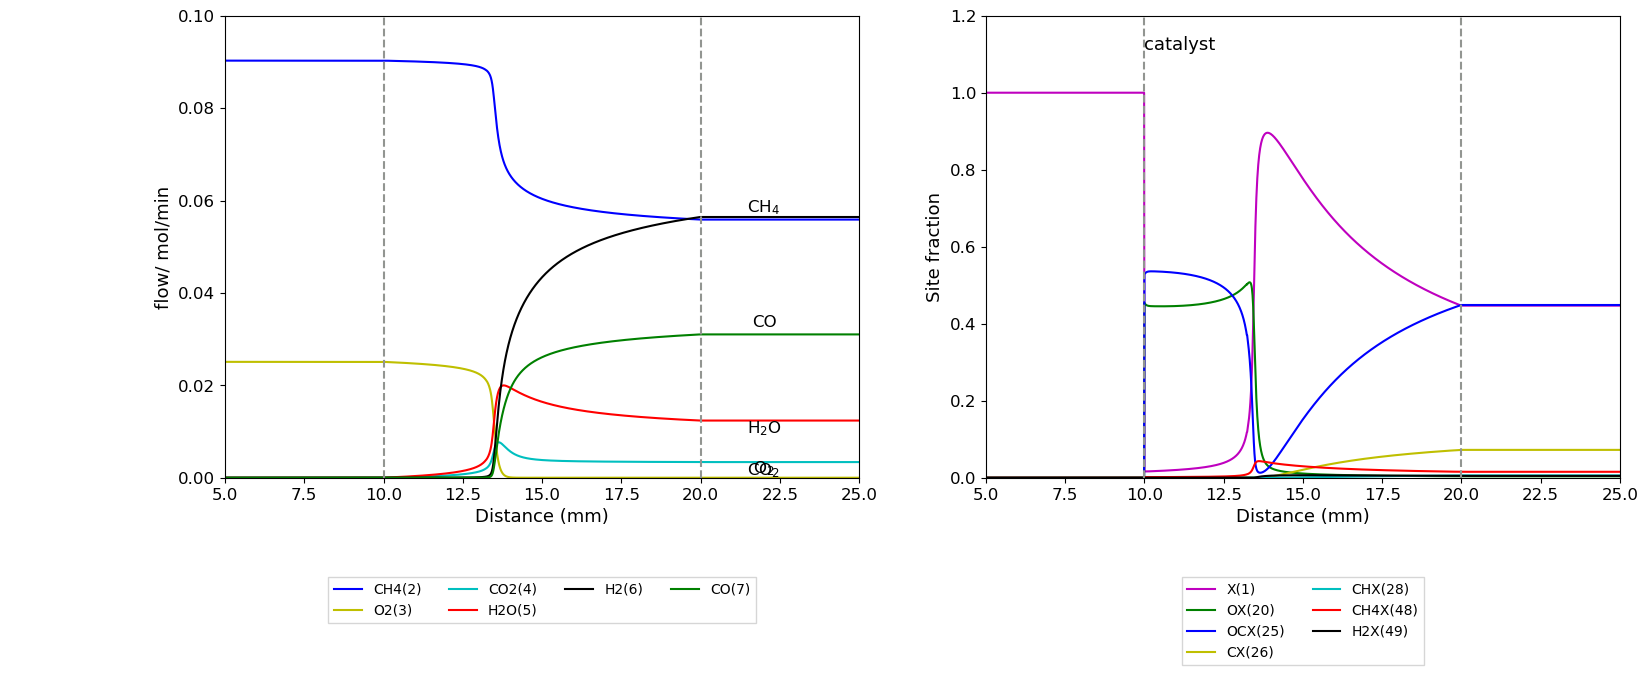 0.10
0.08
0.06
0.04
0.02
0.00
flow/ mol/min
CH₄
CO
H₂O
O₂
CO₂
5.0 7.5 10.0 12.5 15.0 17.5 20.0 22.5 25.0
Distance (mm)
CH4(2) CO2(4) H2(6) CO(7)
O2(3) H2O(5)
1.2
1.0
0.8
0.6
0.4
0.2
0.0
Site fraction
catalyst
5.0 7.5 10.0 12.5 15.0 17.5 20.0 22.5 25.0
Distance (mm)
X(1) CHX(28)
OX(20) CH4X(48)
OCX(25) H2X(49)
CX(26)